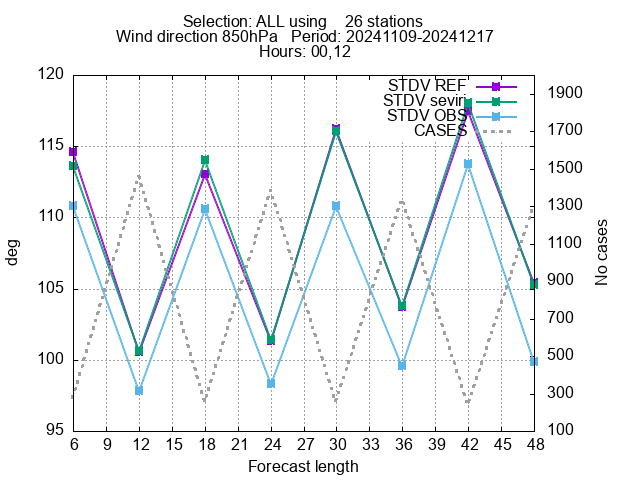 Selection: ALL using 26 stations
Wind direction 850hPa Period: 20241109-20241217
Hours: 00,12
STDV REF
STDV seviri
STDV OBS
CASES
120
115
110
105
100
95
deg
1900
1700
1500
1300
1100
900
700
500
300
100
No cases
6 9 12 15 18 21 24 27 30 33 36 39 42 45 48
Forecast length